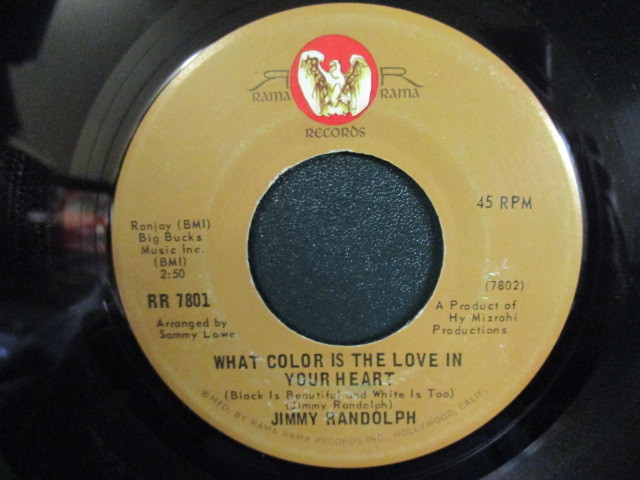 R R
RAMA RAMA
RECORDS
45 RPM
Ranjay (BMI)
Big Bucks
Music Inc.
(BMI)
2:50
RR 7801
Arranged by
Sammy Lowe
(7802)
A Product of
Hy Mizrahi
Productions
WHAT COLOR IS THE LOVE IN
YOUR HEART
(Black Is Beautiful and White Is Too)
(Jimmy Randolph)
JIMMY RANDOLPH
©MFD. BY RAMA RAMA RECORDS INC., HOLLYWOOD, CALIF.